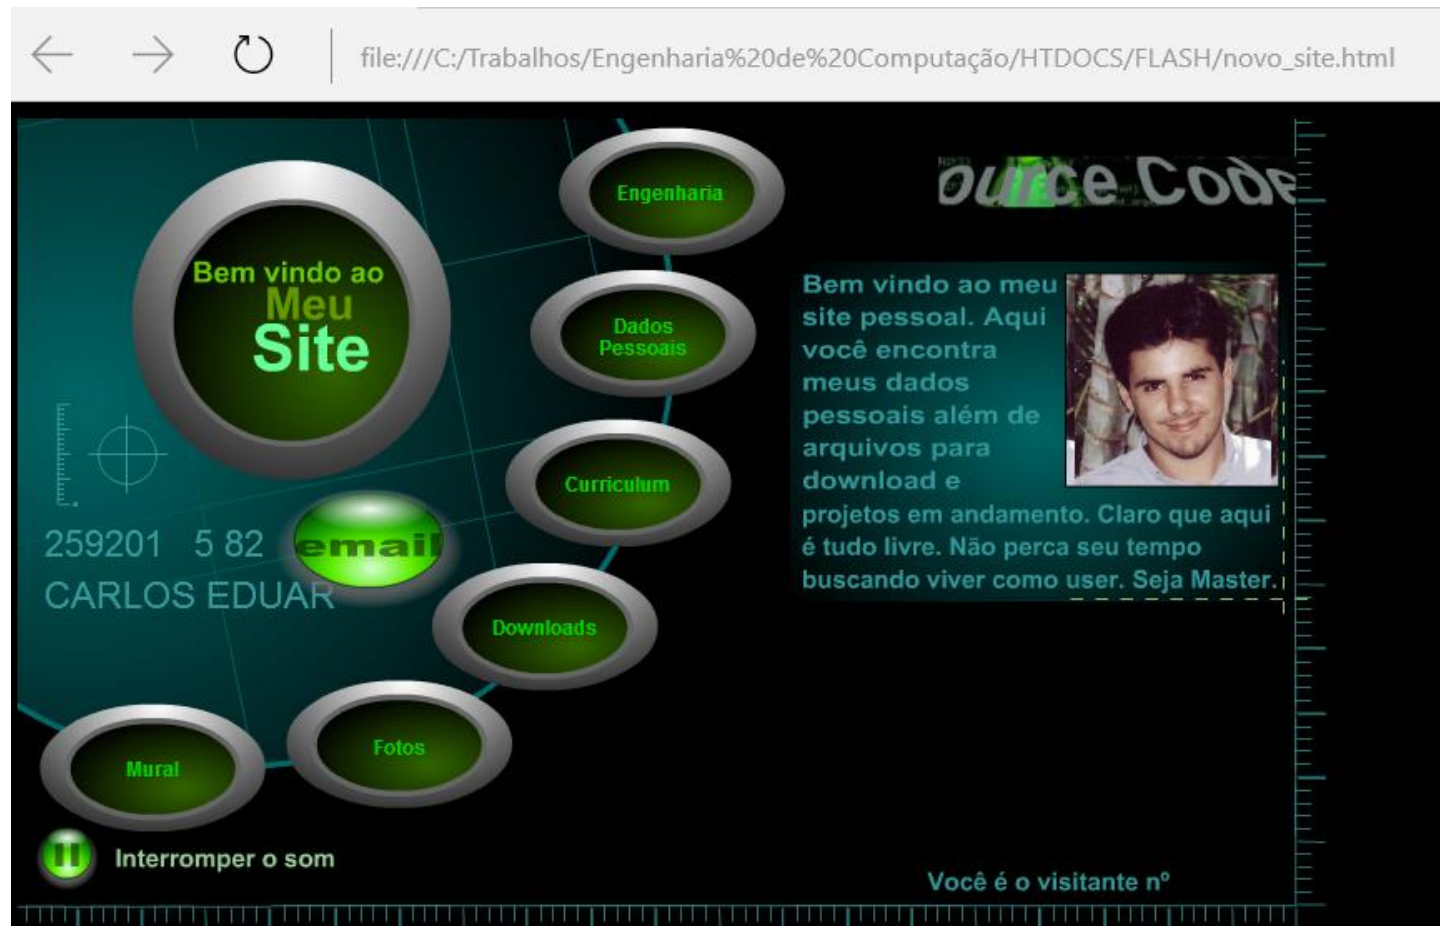 file:///C:/Trabalhos/Engenharia%20de%20Computação/HTDOCS/FLASH/novo_site.html
Bem vindo ao
Meu
Site
259201 5 82
CARLOS EDUAR
email
Engenharia
Dados
Pessoais
Curriculum
Downloads
Fotos
Mural
Interromper o som
ource Code
Bem vindo ao meu
site pessoal. Aqui
você encontra
meus dados
pessoais além de
arquivos para
download e
projetos em andamento. Claro que aqui
é tudo livre. Não perca seu tempo
buscando viver como user. Seja Master.
Você é o visitante nº